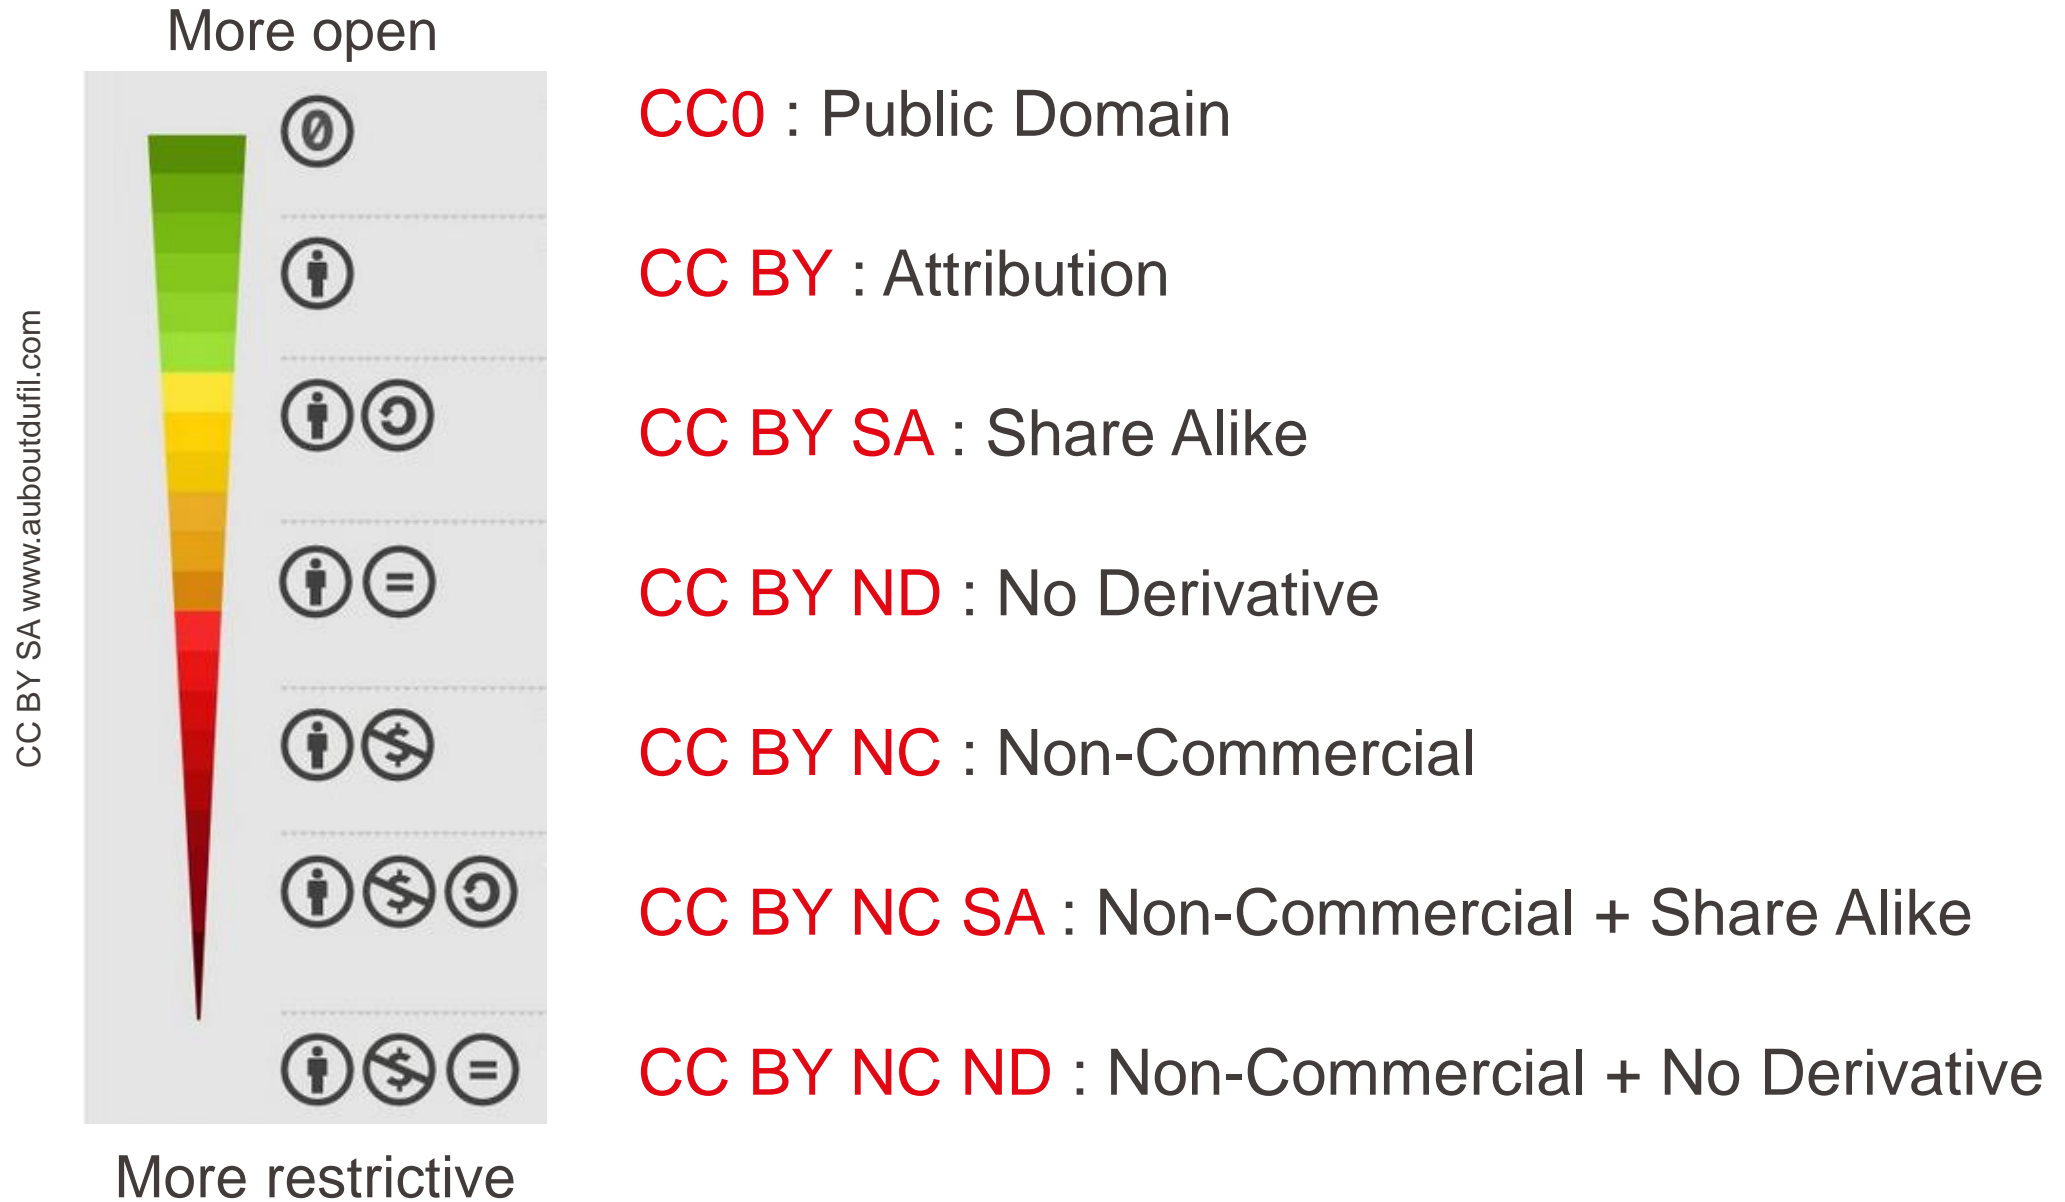 More open
CC0 : Public Domain
CC BY : Attribution
CC BY SA : Share Alike
CC BY ND : No Derivative
CC BY NC : Non-Commercial
CC BY NC SA : Non-Commercial + Share Alike
CC BY NC ND : Non-Commercial + No Derivative
More restrictive
CC BY SA www.auboutdufil.com